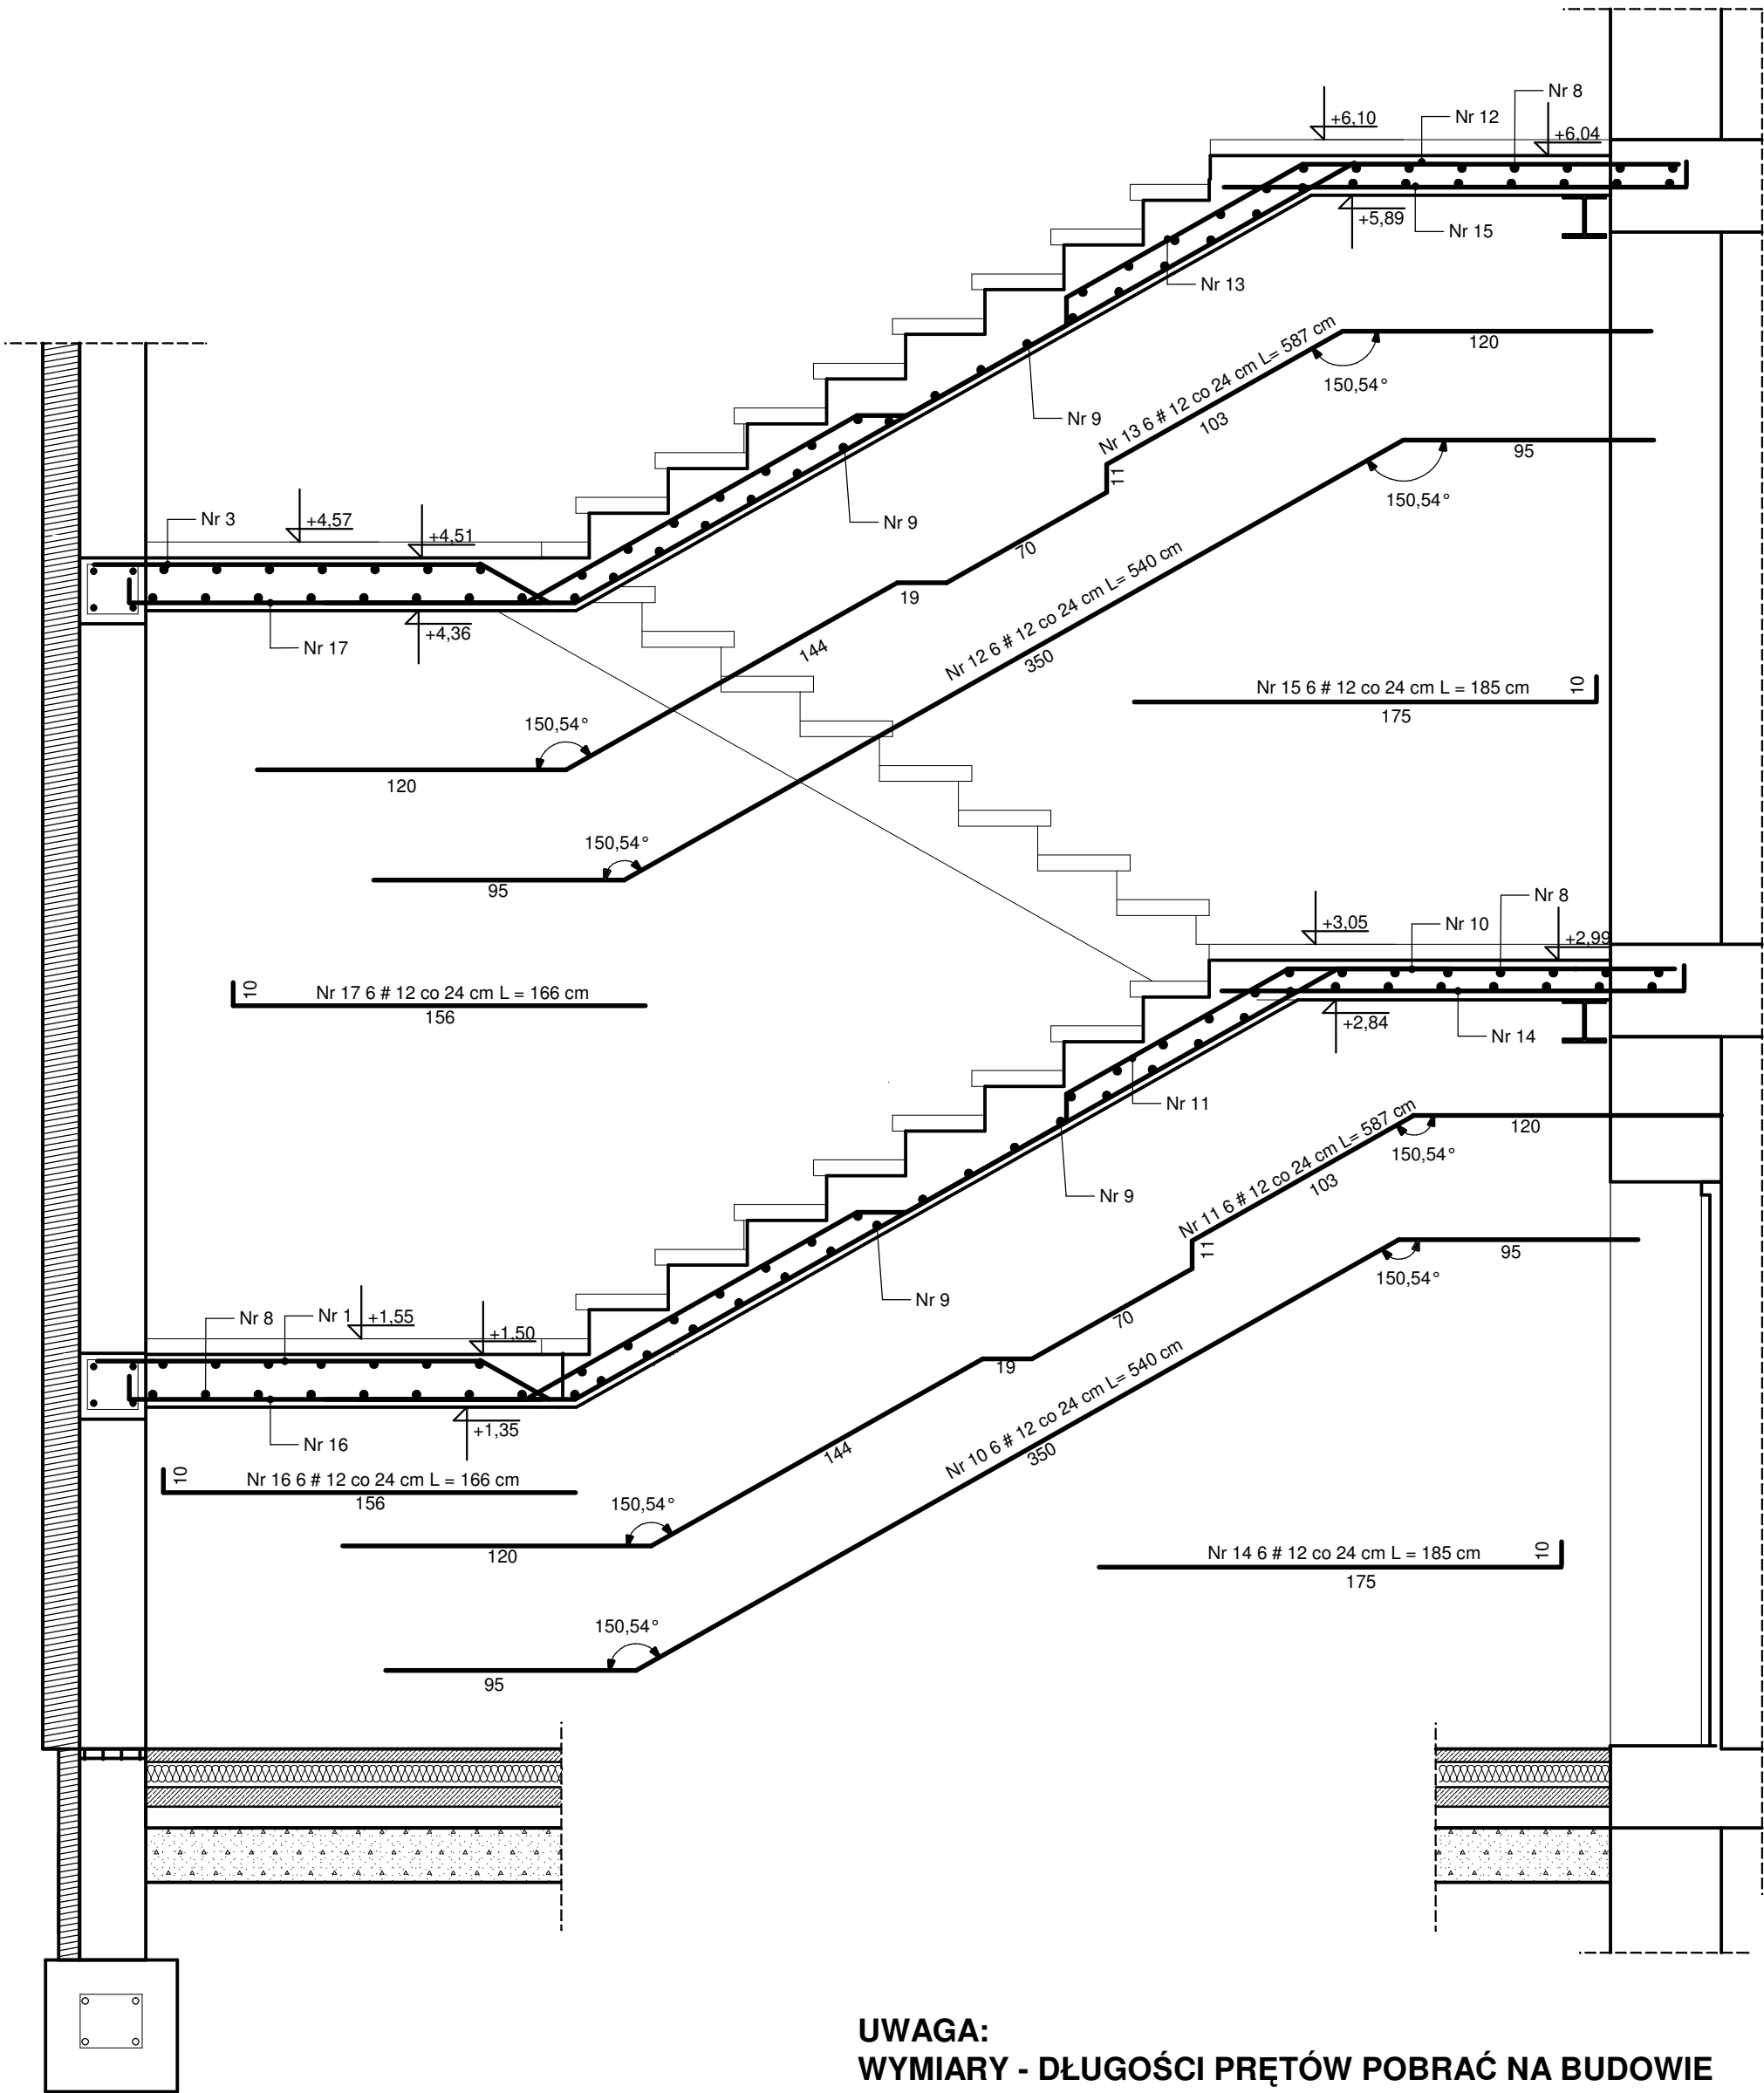 Nr 8
+6,10
Nr 12
+6,04
+5,89
Nr 15
Nr 13
Nr 13 6 # 12 co 24 cm L= 587 cm
120
150,54°
103
Nr 9
95
11
150,54°
Nr 3
+4,57
+4,51
Nr 9
70
19
Nr 12 6 # 12 co 24 cm L= 540 cm
350
+4,36
Nr 17
144
Nr 15 6 # 12 co 24 cm L = 185 cm
10
175
150,54°
120
150,54°
95
Nr 8
+3,05
Nr 10
+2,99
10
Nr 17 6 # 12 co 24 cm L = 166 cm
156
+2,84
Nr 14
Nr 11
Nr 11 6 # 12 co 24 cm L= 587 cm
120
150,54°
103
Nr 9
11
95
150,54°
Nr 9
Nr 8
Nr 1
+1,55
+1,50
70
19
Nr 10 6 # 12 co 24 cm L= 540 cm
350
+1,35
Nr 16
144
10
Nr 16 6 # 12 co 24 cm L = 166 cm
156
150,54°
120
Nr 14 6 # 12 co 24 cm L = 185 cm
10
175
150,54°
95
UWAGA:
WYMIARY - DŁUGOŚCI PRĘTÓW POBRAĆ NA BUDOWIE